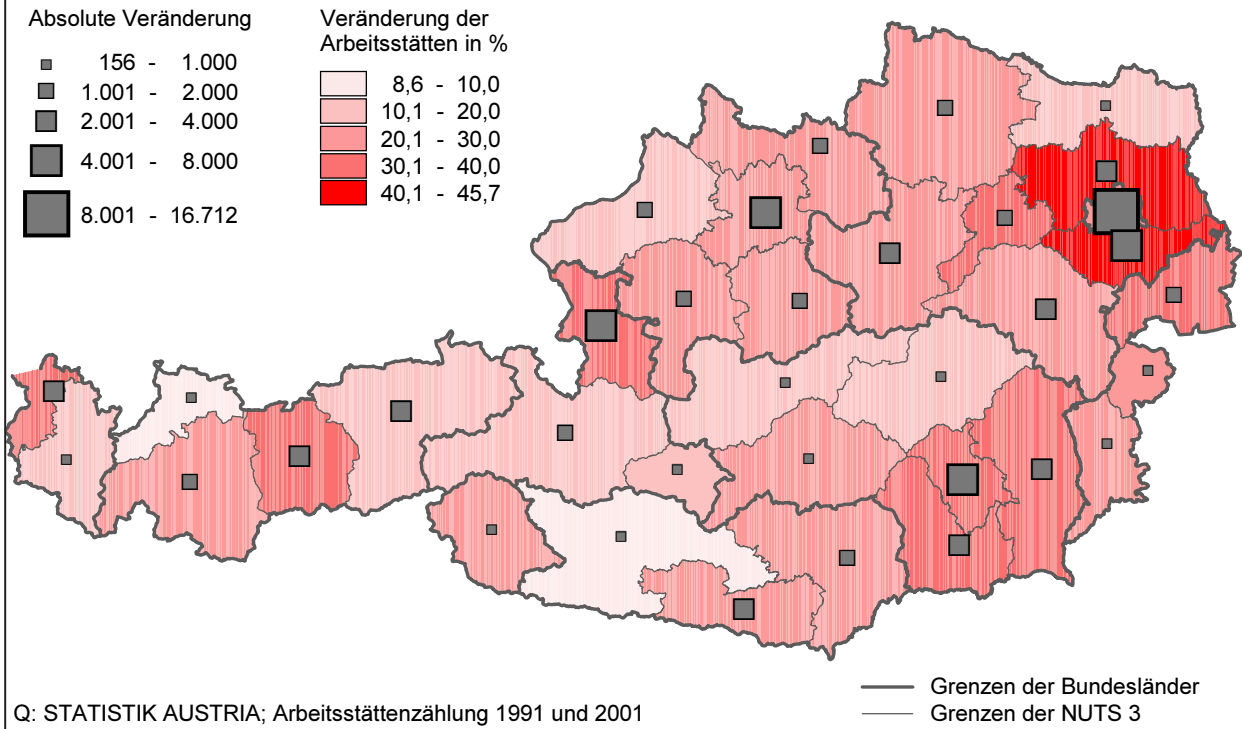 Absolute Veränderung
156 - 1.000
1.001 - 2.000
2.001 - 4.000
4.001 - 8.000
8.001 - 16.712
Veränderung der
Arbeitsstätten in %
8,6 - 10,0
10,1 - 20,0
20,1 - 30,0
30,1 - 40,0
40,1 - 45,7
Grenzen der Bundesländer
Grenzen der NUTS 3
Q: STATISTIK AUSTRIA; Arbeitsstättenzählung 1991 und 2001